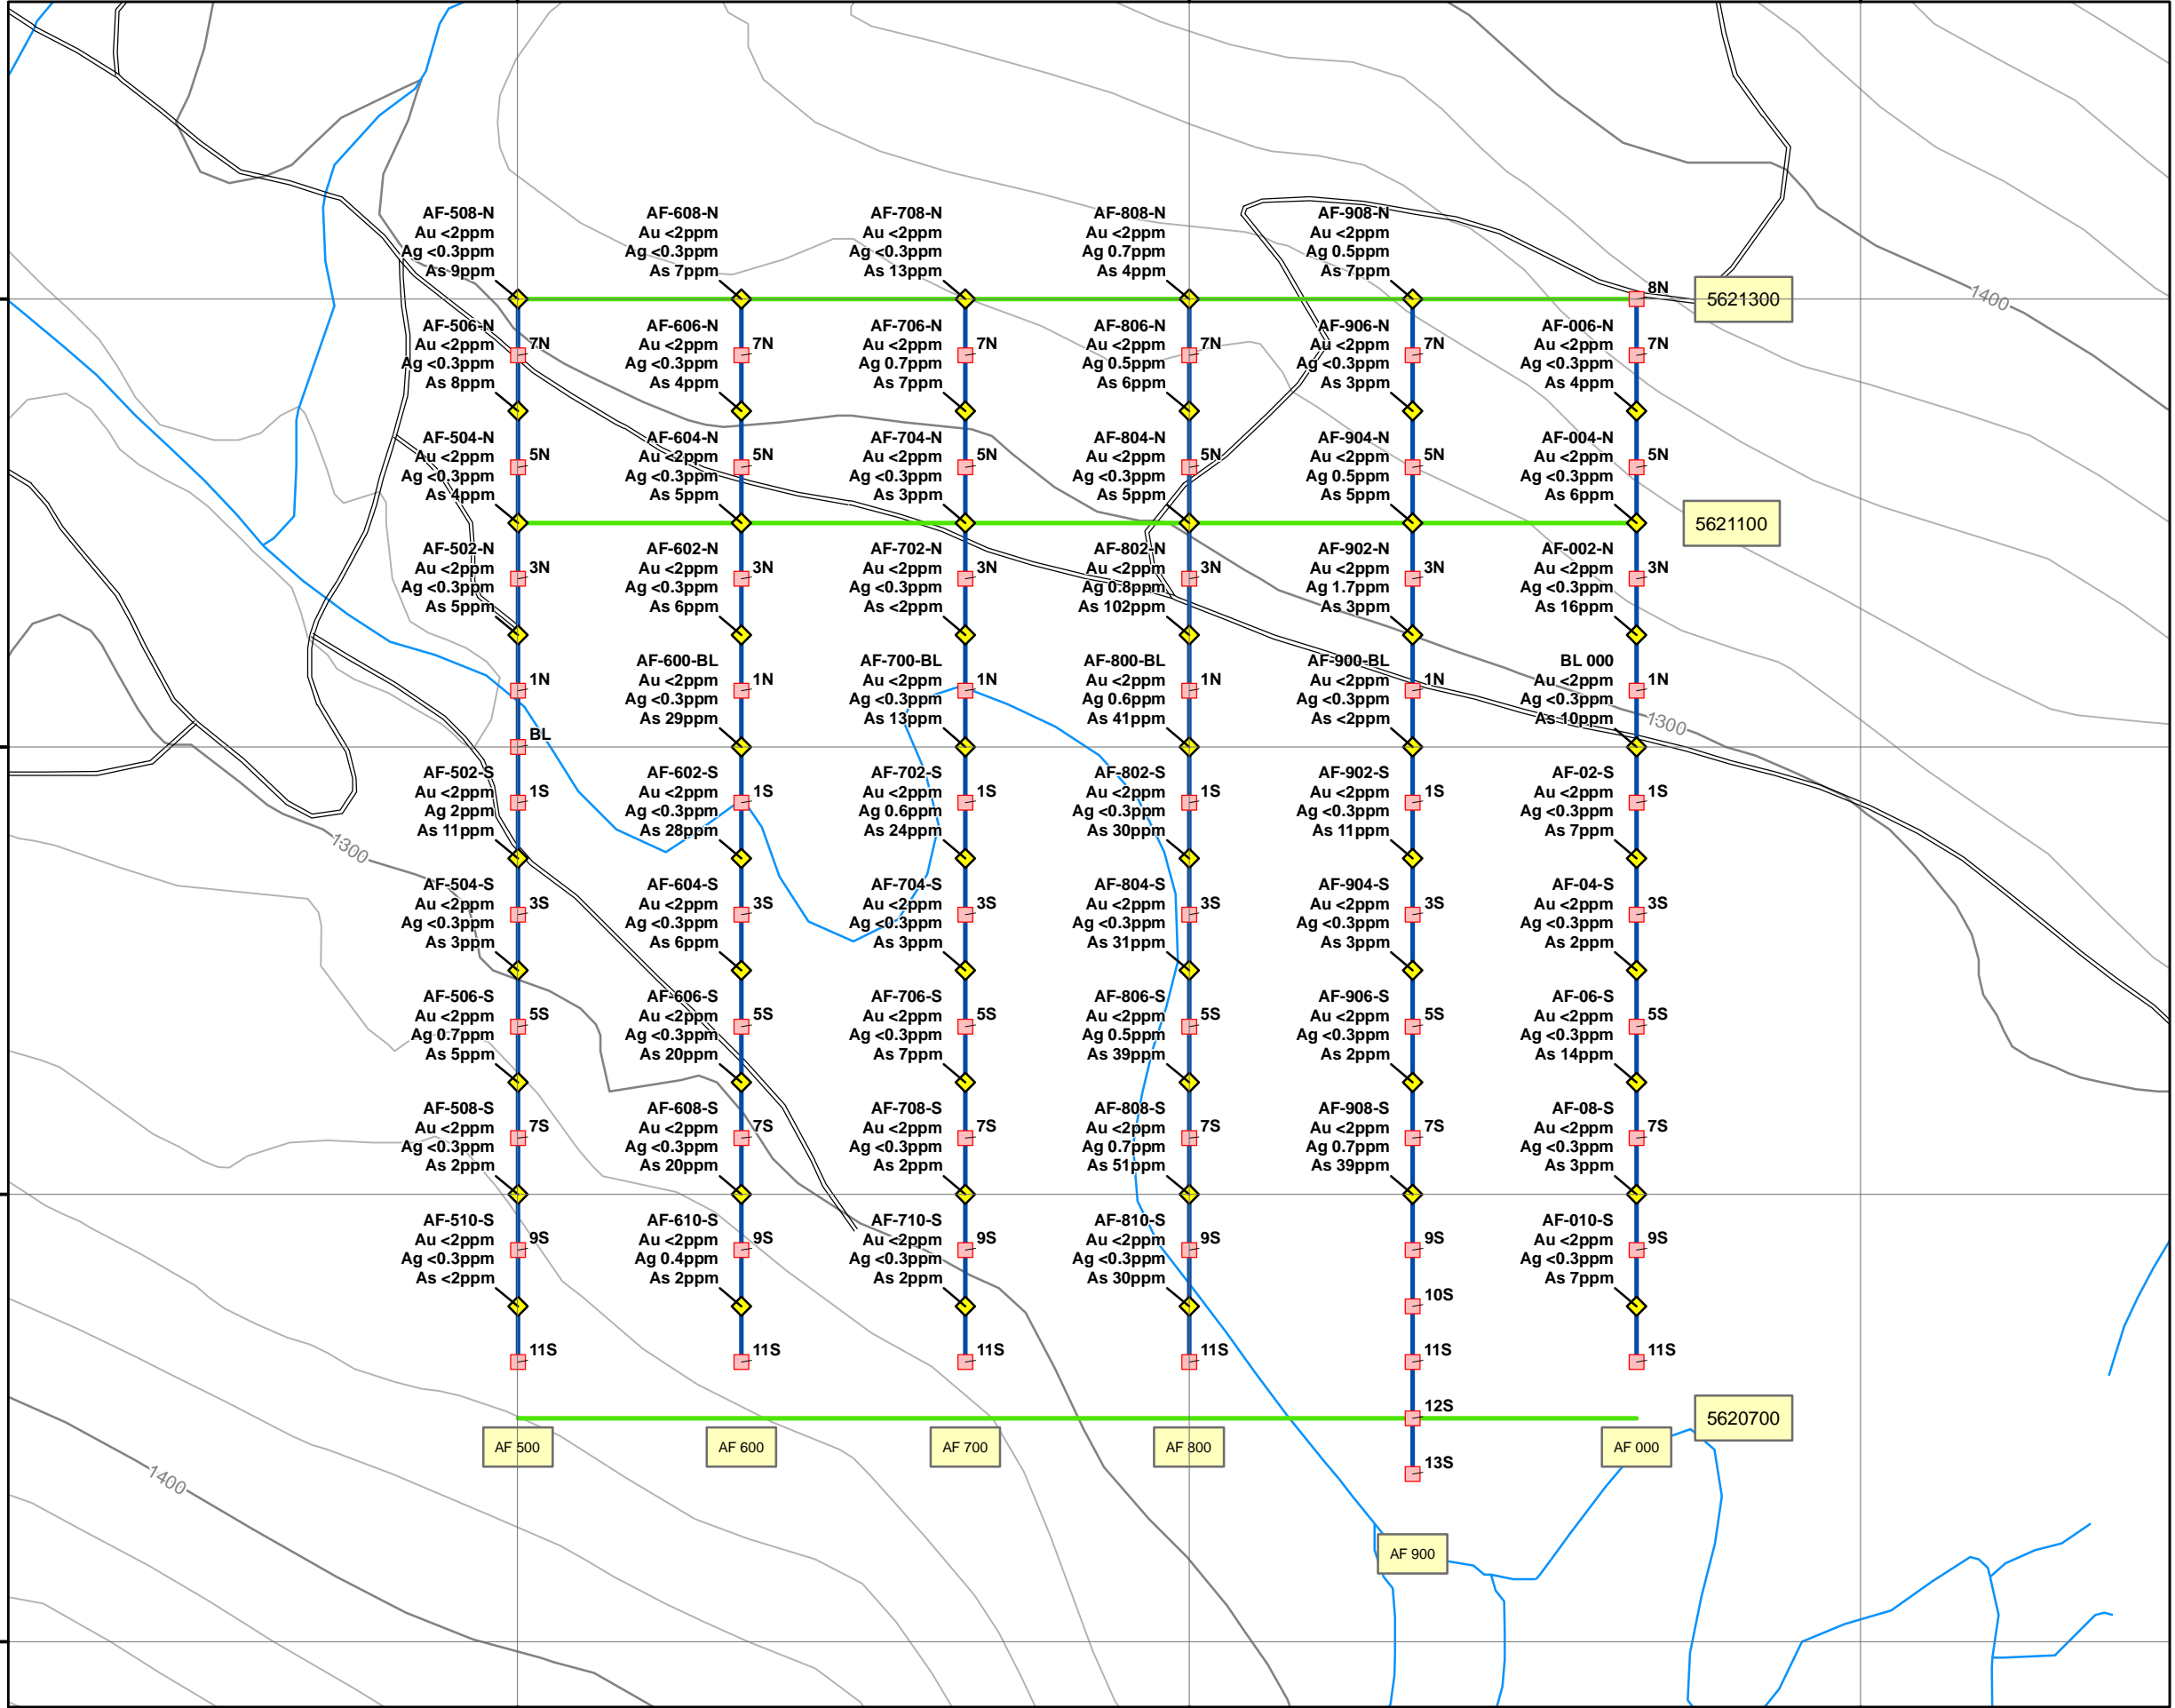 AF-508-N
Au <2ppm
Ag <0.3ppm
As 9ppm
AF-608-N
Au <2ppm
Ag <0.3ppm
As 7ppm
AF-708-N
Au <2ppm
Ag <0.3ppm
As 13ppm
AF-808-N
Au <2ppm
Ag 0.7ppm
As 4ppm
AF-908-N
Au <2ppm
Ag 0.5ppm
As 7ppm
8N
5621300
1400
AF-506-N
Au <2ppm
Ag <0.3ppm
As 8ppm
7N
AF-606-N
Au <2ppm
Ag <0.3ppm
As 4ppm
7N
AF-706-N
Au <2ppm
Ag 0.7ppm
As 7ppm
7N
AF-806-N
Au <2ppm
Ag 0.5ppm
As 6ppm
7N
AF-906-N
Au <2ppm
Ag <0.3ppm
As 3ppm
7N
AF-006-N
Au <2ppm
Ag <0.3ppm
As 4ppm
7N
AF-504-N
Au <2ppm
Ag <0.3ppm
As 4ppm
5N
AF-604-N
Au <2ppm
Ag <0.3ppm
As 5ppm
5N
AF-704-N
Au <2ppm
Ag <0.3ppm
As 3ppm
5N
AF-804-N
Au <2ppm
Ag <0.3ppm
As 5ppm
5N
AF-904-N
Au <2ppm
Ag 0.5ppm
As 5ppm
5N
AF-004-N
Au <2ppm
Ag <0.3ppm
As 6ppm
5N
5621100
AF-502-N
Au <2ppm
Ag <0.3ppm
As 5ppm
3N
AF-602-N
Au <2ppm
Ag <0.3ppm
As 6ppm
3N
AF-702-N
Au <2ppm
Ag <0.3ppm
As <2ppm
3N
AF-802-N
Au <2ppm
Ag 0.8ppm
As 102ppm
3N
AF-902-N
Au <2ppm
Ag 1.7ppm
As 3ppm
3N
AF-002-N
Au <2ppm
Ag <0.3ppm
As 16ppm
3N
1N
BL
AF-600-BL
Au <2ppm
Ag <0.3ppm
As 29ppm
1N
AF-700-BL
Au <2ppm
Ag <0.3ppm
As 13ppm
1N
AF-800-BL
Au <2ppm
Ag 0.6ppm
As 41ppm
1N
AF-900-BL
Au <2ppm
Ag <0.3ppm
As <2ppm
1N
BL 000
Au <2ppm
Ag <0.3ppm
As 10ppm
1N
1300
1300
AF-502-S
Au <2ppm
Ag 2ppm
As 11ppm
1S
AF-602-S
Au <2ppm
Ag <0.3ppm
As 28ppm
1S
AF-702-S
Au <2ppm
Ag 0.6ppm
As 24ppm
1S
AF-802-S
Au <2ppm
Ag <0.3ppm
As 30ppm
1S
AF-902-S
Au <2ppm
Ag <0.3ppm
As 11ppm
1S
AF-02-S
Au <2ppm
Ag <0.3ppm
As 7ppm
1S
AF-504-S
Au <2ppm
Ag <0.3ppm
As 3ppm
3S
AF-604-S
Au <2ppm
Ag <0.3ppm
As 6ppm
3S
AF-704-S
Au <2ppm
Ag <0.3ppm
As 3ppm
3S
AF-804-S
Au <2ppm
Ag <0.3ppm
As 31ppm
3S
AF-904-S
Au <2ppm
Ag <0.3ppm
As 3ppm
3S
AF-04-S
Au <2ppm
Ag <0.3ppm
As 2ppm
3S
AF-506-S
Au <2ppm
Ag 0.7ppm
As 5ppm
5S
AF-606-S
Au <2ppm
Ag <0.3ppm
As 20ppm
5S
AF-706-S
Au <2ppm
Ag <0.3ppm
As 7ppm
5S
AF-806-S
Au <2ppm
Ag 0.5ppm
As 39ppm
5S
AF-906-S
Au <2ppm
Ag <0.3ppm
As 2ppm
5S
AF-06-S
Au <2ppm
Ag <0.3ppm
As 14ppm
5S
AF-508-S
Au <2ppm
Ag <0.3ppm
As 2ppm
7S
AF-608-S
Au <2ppm
Ag <0.3ppm
As 20ppm
7S
AF-708-S
Au <2ppm
Ag <0.3ppm
As 2ppm
7S
AF-808-S
Au <2ppm
Ag 0.7ppm
As 51ppm
7S
AF-908-S
Au <2ppm
Ag 0.7ppm
As 39ppm
7S
AF-08-S
Au <2ppm
Ag <0.3ppm
As 3ppm
7S
AF-510-S
Au <2ppm
Ag <0.3ppm
As <2ppm
9S
AF-610-S
Au <2ppm
Ag 0.4ppm
As 2ppm
9S
AF-710-S
Au <2ppm
Ag <0.3ppm
As 2ppm
9S
AF-810-S
Au <2ppm
Ag <0.3ppm
As 30ppm
9S
9S
10S
AF-010-S
Au <2ppm
Ag <0.3ppm
As 7ppm
9S
11S
11S
11S
11S
11S
11S
12S
5620700
AF 500
AF 600
AF 700
AF 800
AF 000
13S
1400
AF 900